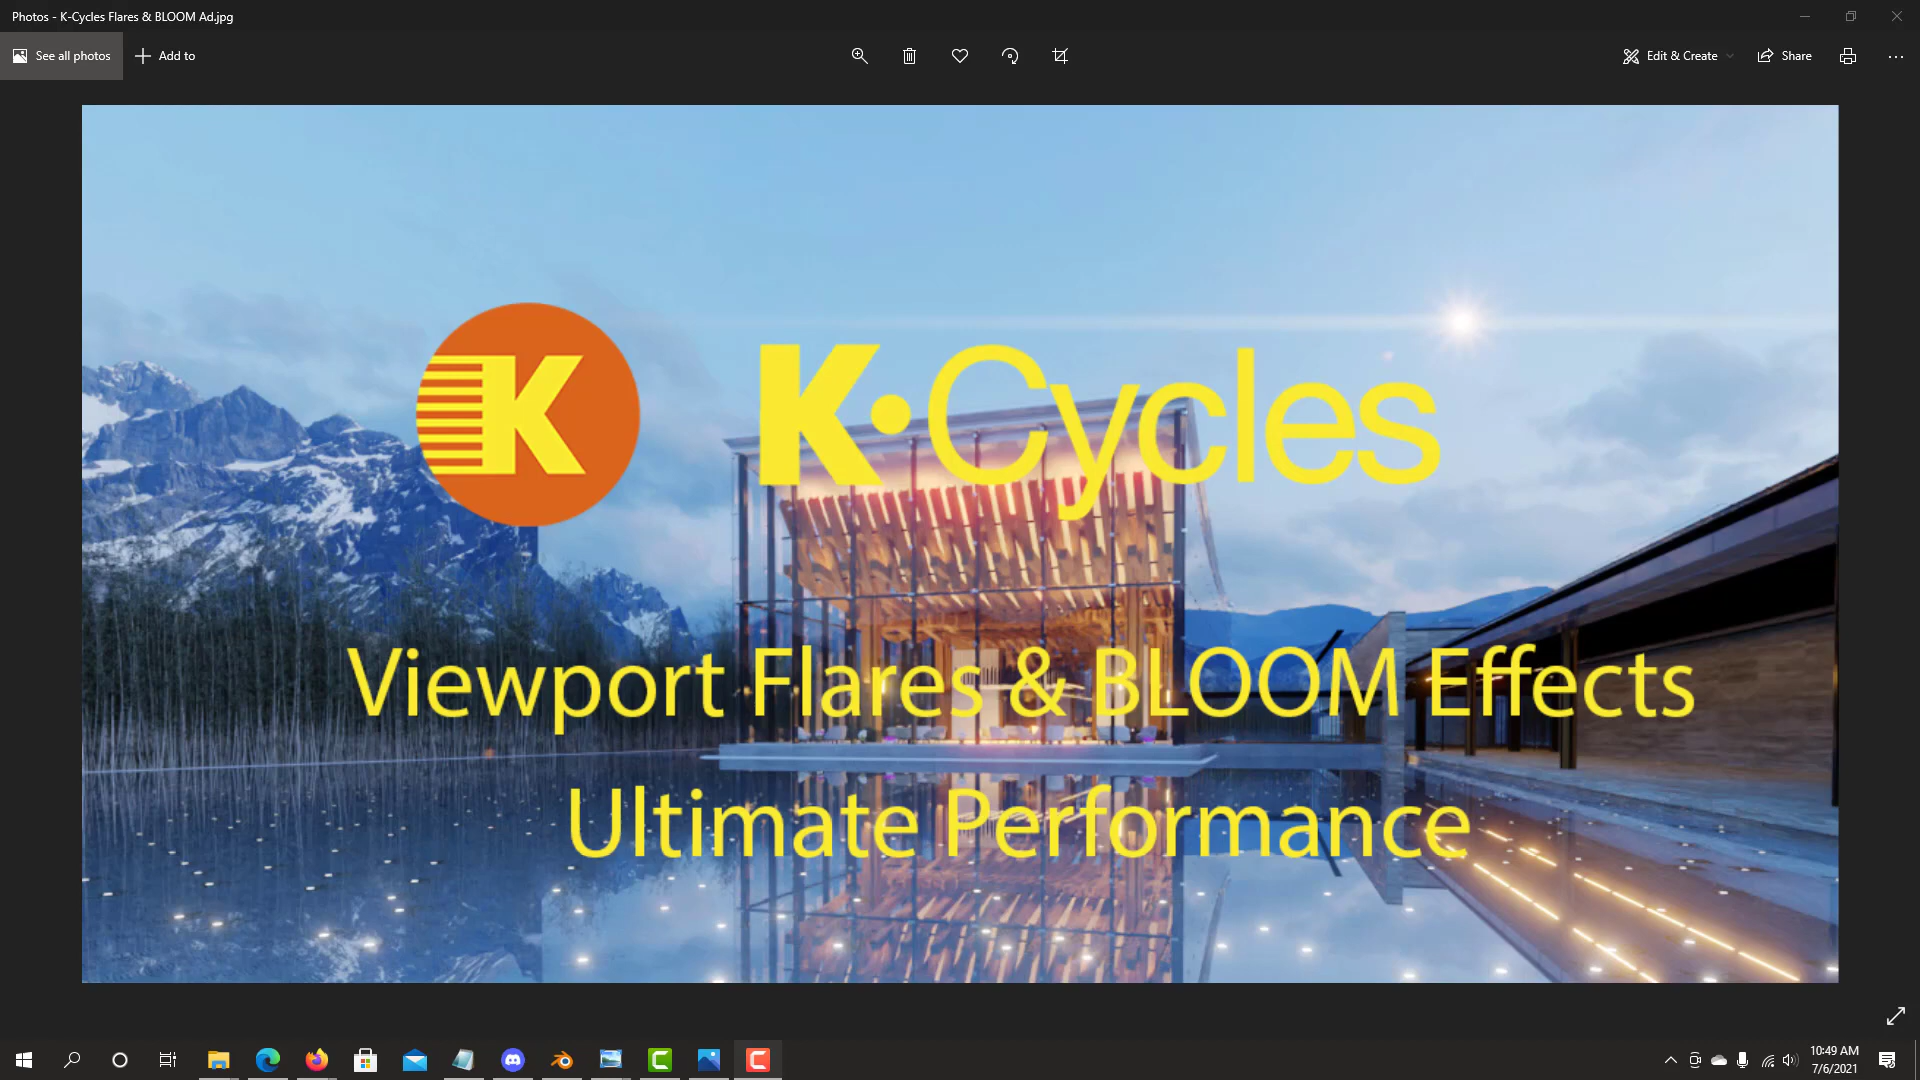 Photos - K-Cycles Flares & BLOOM Ad.jpg
See all photos
Add to
Edit & Create
Share
K
K·Cycles
Viewport Flares & BLOOM Effects
Ultimate Performance
10:49 AM
7/6/2021